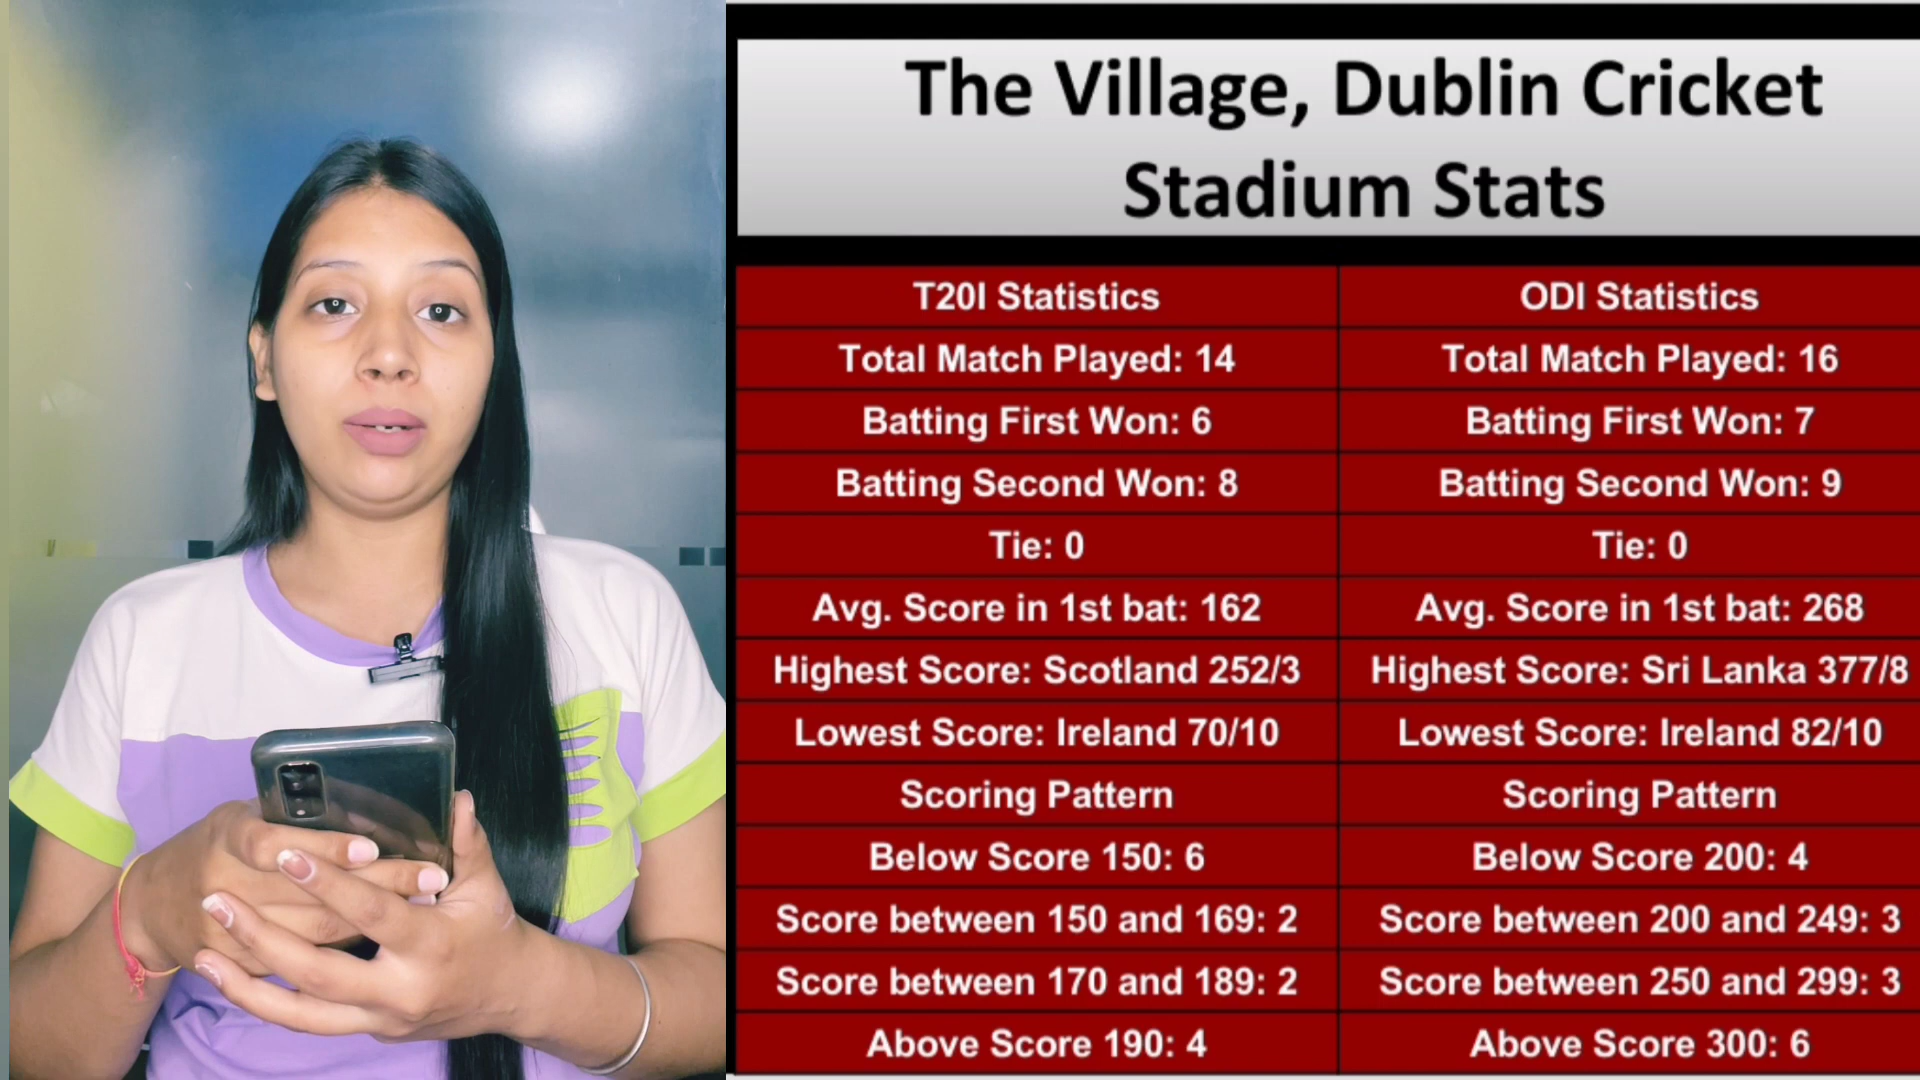 The Village, Dublin Cricket
Stadium Stats
T20I Statistics
ODI Statistics
Total Match Played: 14
Total Match Played: 16
Batting First Won: 6
Batting First Won: 7
Batting Second Won: 8
Batting Second Won: 9
Tie: 0
Tie: 0
Avg. Score in 1st bat: 162
Avg. Score in 1st bat: 268
Highest Score: Scotland 252/3
Highest Score: Sri Lanka 377/8
Lowest Score: Ireland 70/10
Lowest Score: Ireland 82/10
Scoring Pattern
Scoring Pattern
Below Score 150: 6
Below Score 200: 4
Score between 150 and 169: 2
Score between 200 and 249: 3
Score between 170 and 189: 2
Score between 250 and 299: 3
Above Score 190: 4
Above Score 300: 6